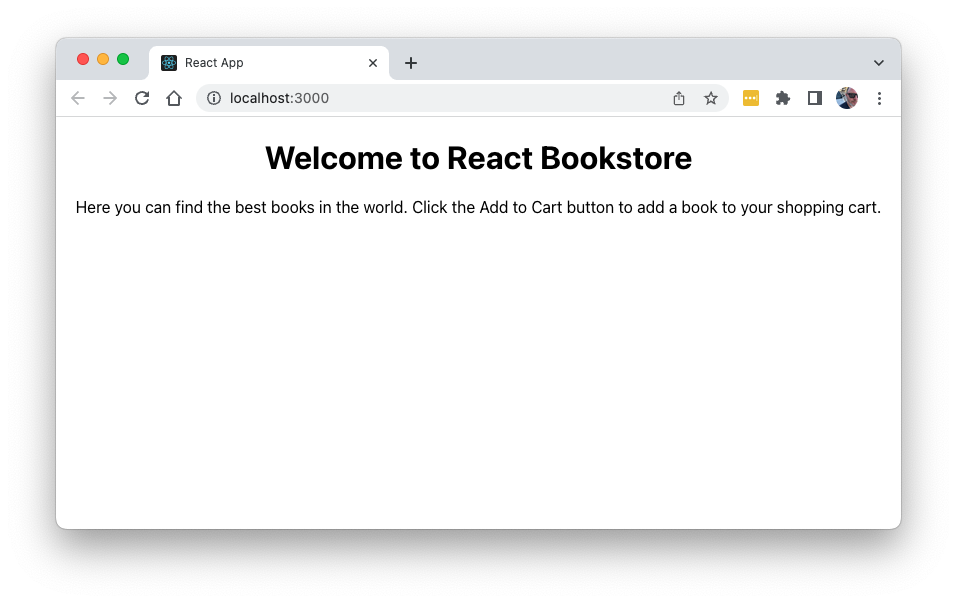 React App
localhost:3000
Welcome to React Bookstore
Here you can find the best books in the world. Click the Add to Cart button to add a book to your shopping cart.